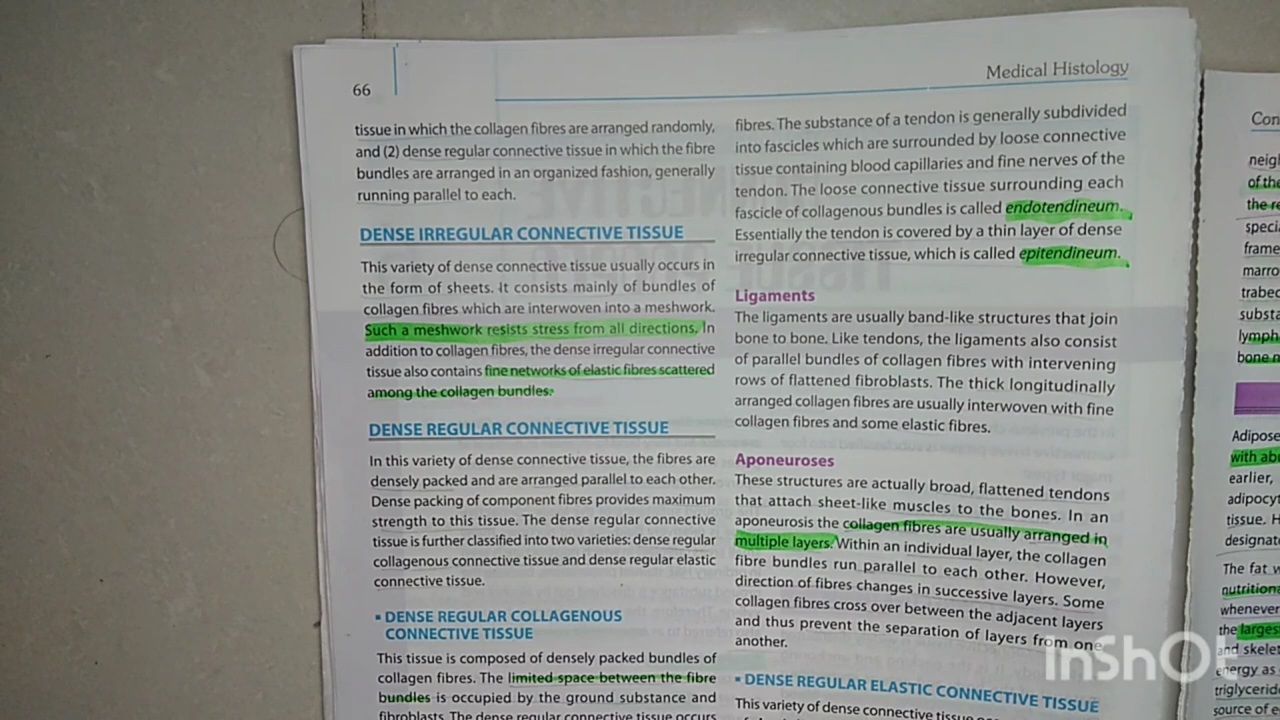 66
Medical Histology
tissue in which the collagen fibres are arranged randomly,
and (2) dense regular connective tissue in which the fibre
bundles are arranged in an organized fashion, generally
running parallel to each.
DENSE IRREGULAR CONNECTIVE TISSUE
This variety of dense connective tissue usually occurs in
the form of sheets. It consists mainly of bundles of
collagen fibres which are interwoven into a meshwork.
Such a meshwork resists stress from all directions. In
addition to collagen fibres, the dense irregular connective
tissue also contains fine networks of elastic fibres scattered
among the collagen bundles.
DENSE REGULAR CONNECTIVE TISSUE
In this variety of dense connective tissue, the fibres are
densely packed and are arranged parallel to each other.
Dense packing of component fibres provides maximum
strength to this tissue. The dense regular connective
tissue is further classified into two varieties: dense regular
collagenous connective tissue and dense regular elastic
connective tissue.
▪ DENSE REGULAR COLLAGENOUS
CONNECTIVE TISSUE
This tissue is composed of densely packed bundles of
collagen fibres. The limited space between the fibre
bundles is occupied by the ground substance and
fibroblasts. The dense regular connective tissue occurs
fibres. The substance of a tendon is generally subdivided
into fascicles which are surrounded by loose connective
tissue containing blood capillaries and fine nerves of the
tendon. The loose connective tissue surrounding each
fascicle of collagenous bundles is called endotendineum.
Essentially the tendon is covered by a thin layer of dense
irregular connective tissue, which is called epitendineum.
Ligaments
The ligaments are usually band-like structures that join
bone to bone. Like tendons, the ligaments also consist
of parallel bundles of collagen fibres with intervening
rows of flattened fibroblasts. The thick longitudinally
arranged collagen fibres are usually interwoven with fine
collagen fibres and some elastic fibres.
Aponeuroses
These structures are actually broad, flattened tendons
that attach sheet-like muscles to the bones. In an
aponeurosis the collagen fibres are usually arranged in
multiple layers. Within an individual layer, the collagen
fibre bundles run parallel to each other. However,
direction of fibres changes in successive layers. Some
collagen fibres cross over between the adjacent layers
and thus prevent the separation of layers from one
another.
▪ DENSE REGULAR ELASTIC CONNECTIVE TISSUE
This variety of dense connective tissue
Con
neig
of the
the re
speci
frame
marro
trabec
substa
lymph
bone n
Adipose
with abu
earlier,
adipocyt
tissue. H
designate
The fat w
nutritiona
whenever
the larges
and skelet
energy as
triglyceride
source of e
InShO